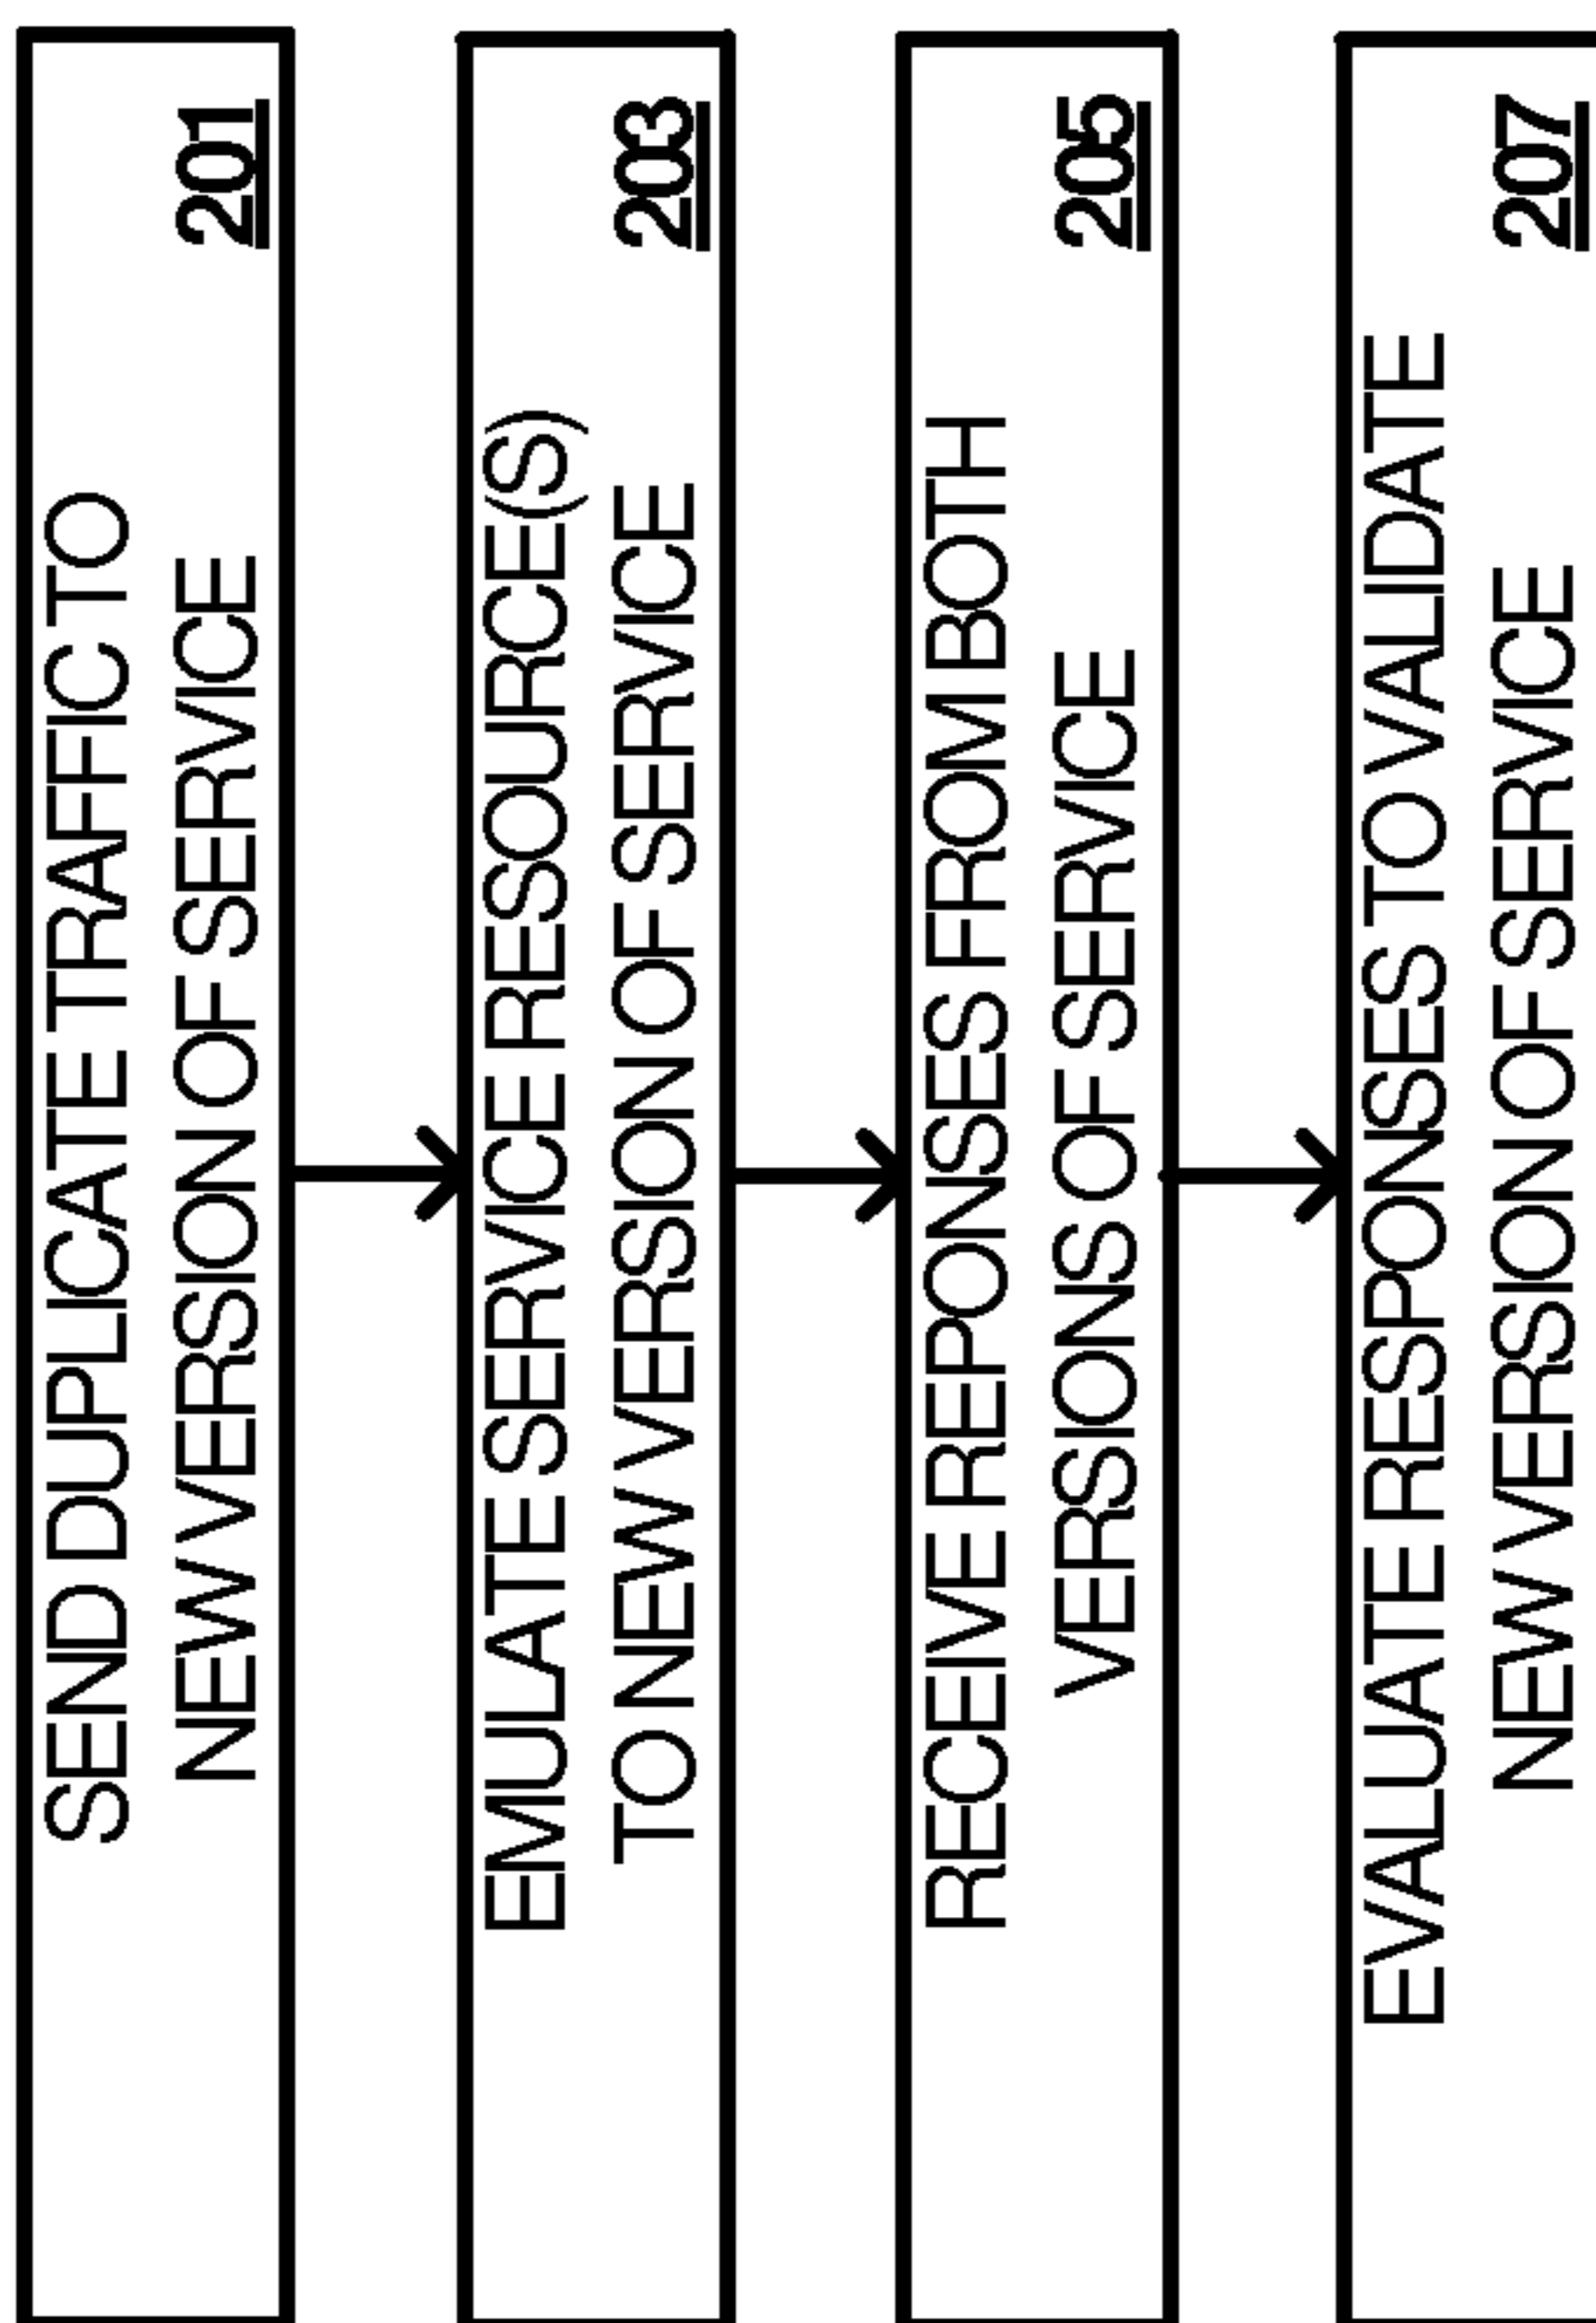 SEND DUPLICATE TRAFFIC TO
NEW VERSION OF SERVICE
201
EMULATE SERVICE RESOURCE(S)
TO NEW VERSION OF SERVICE
203
RECEIVE REPONSES FROM BOTH
VERSIONS OF SERVICE
205
EVALUATE RESPONSES TO VALIDATE
NEW VERSION OF SERVICE
207